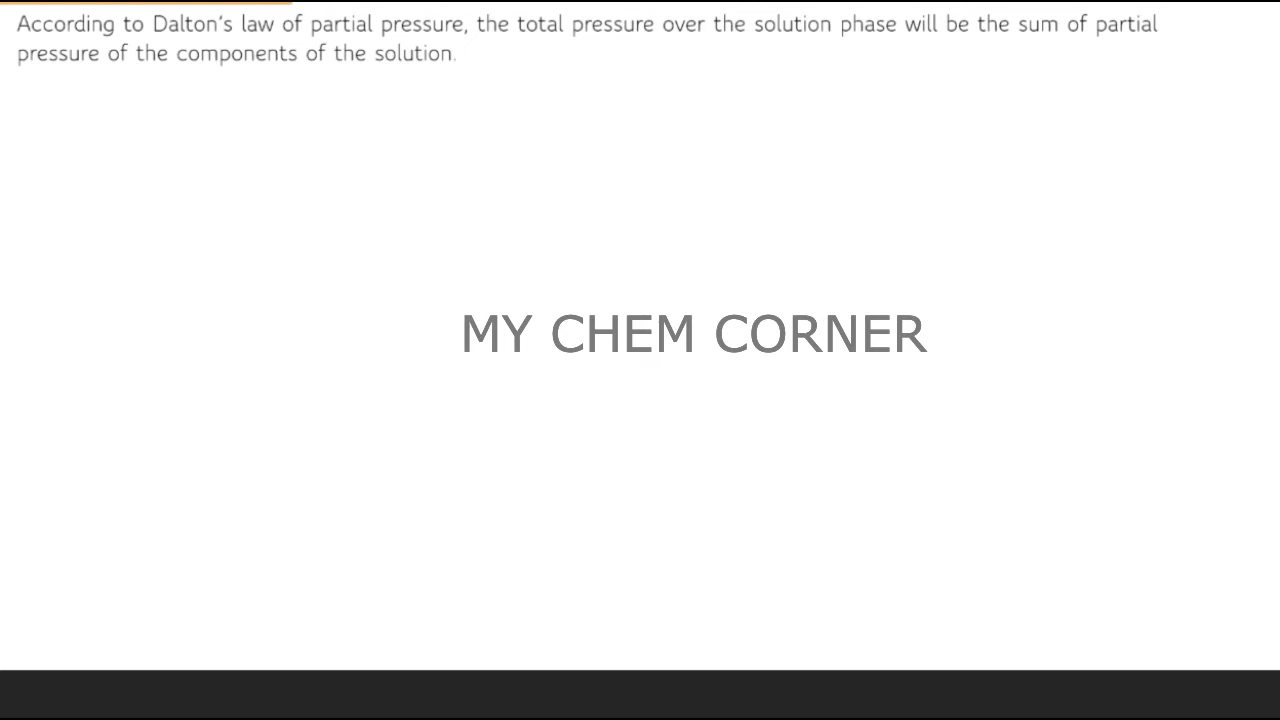 According to Dalton's law of partial pressure, the total pressure over the solution phase will be the sum of partial
pressure of the components of the solution.
MY CHEM CORNER